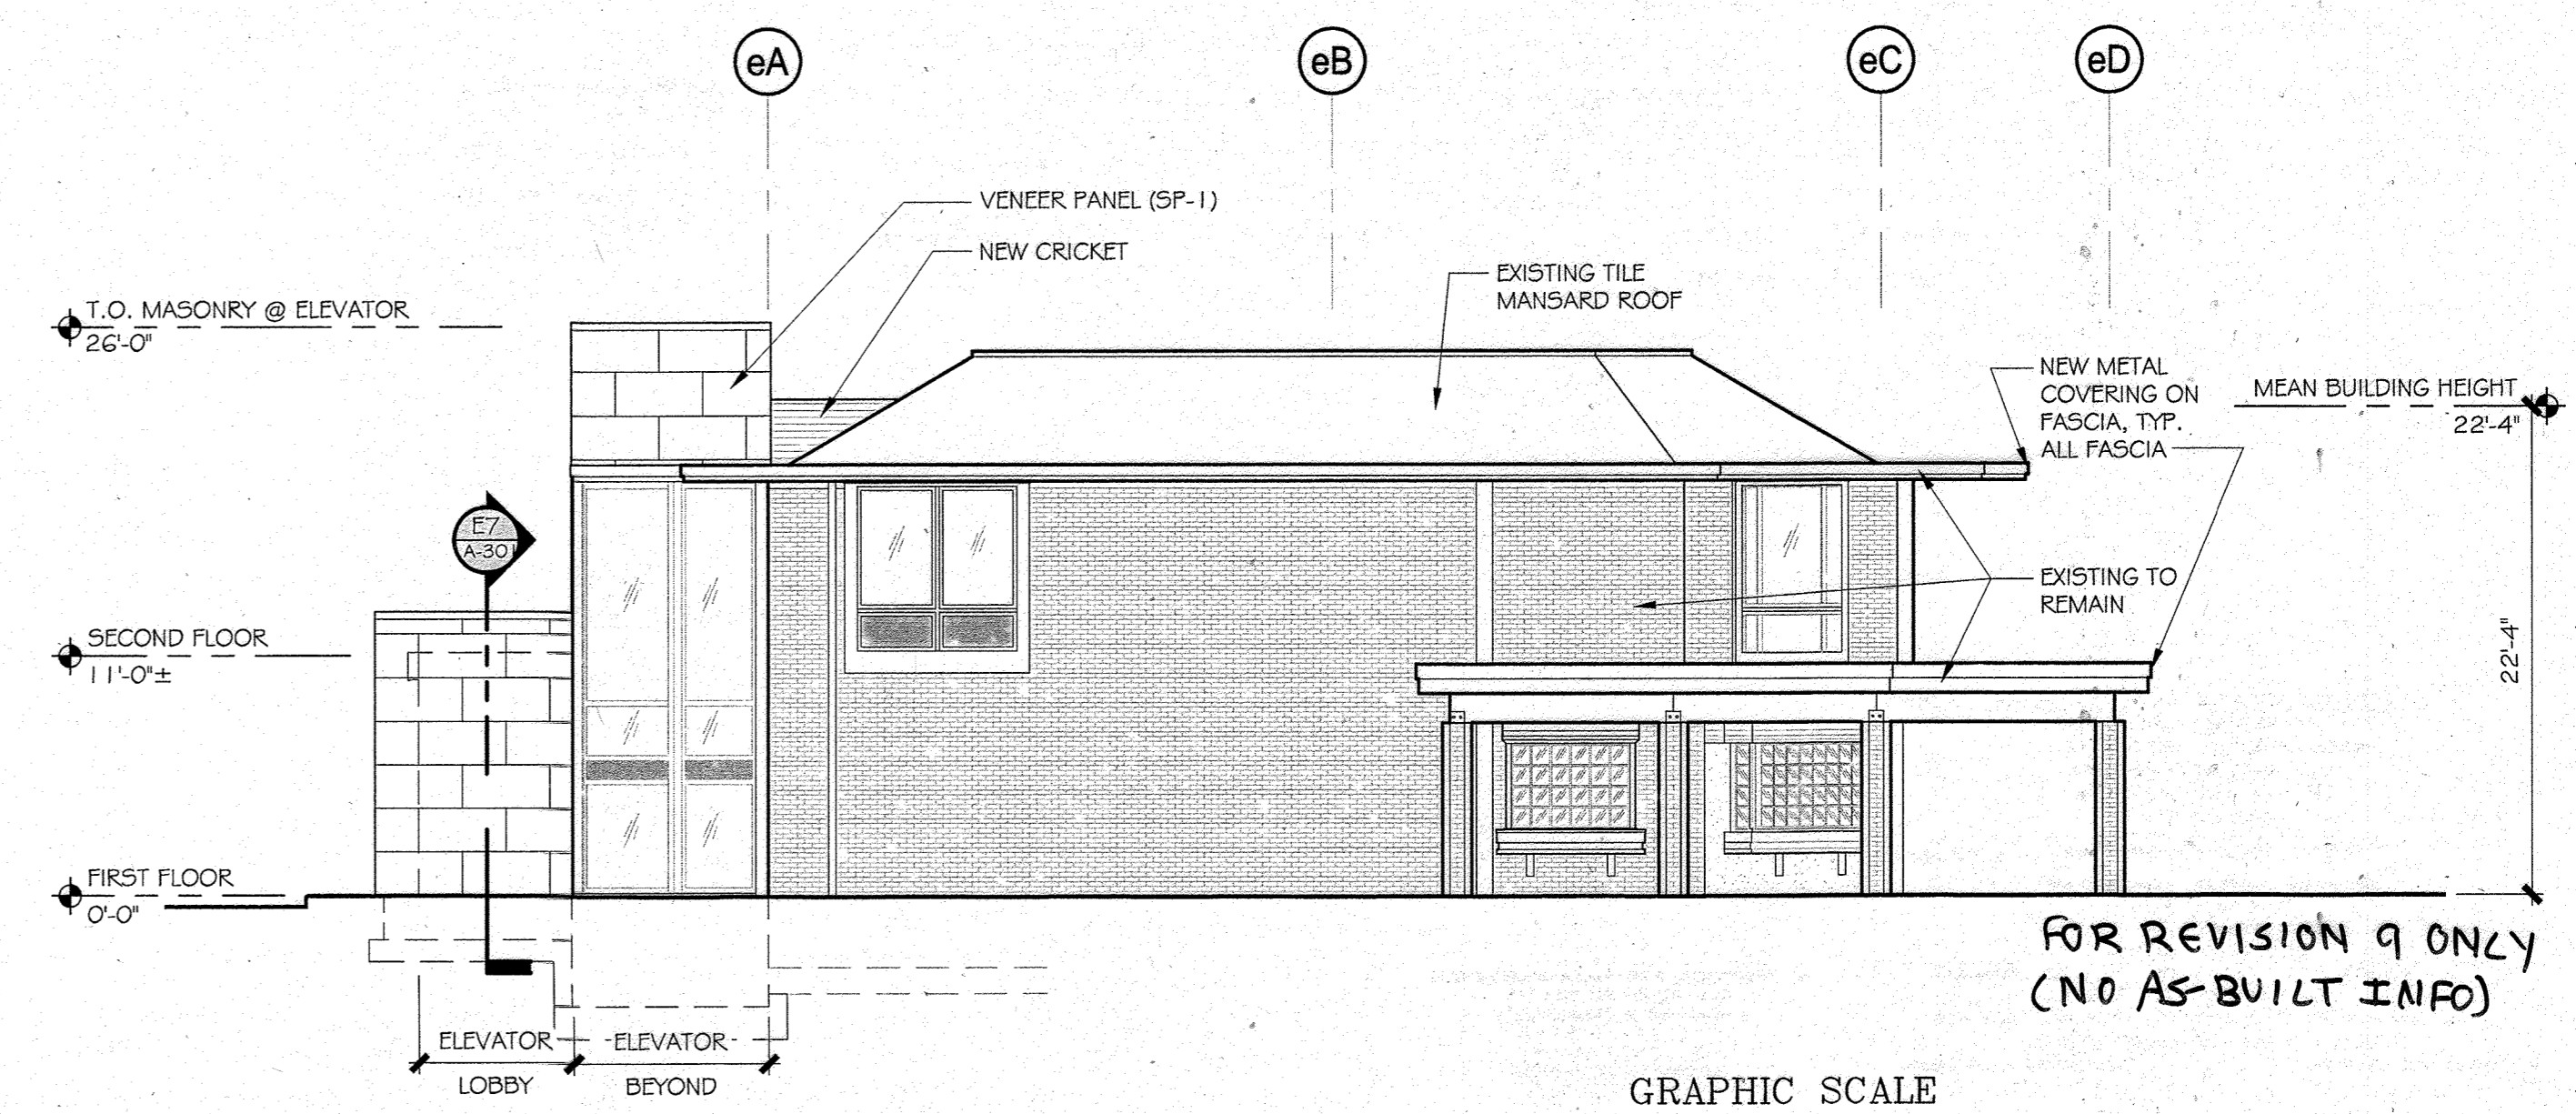 eA
eB
eC
eD
VENEER PANEL (SP-1)
NEW CRICKET
EXISTING TILE
MANSARD ROOF
T.O. MASONRY @ ELEVATOR
26'-0"
NEW METAL
COVERING ON
FASCIA, TYP.
ALL FASCIA
MEAN BUILDING HEIGHT
22'-4"
E7
A-301
EXISTING TO
REMAIN
SECOND FLOOR
11'-0"±
22'-4"
FIRST FLOOR
0'-0"
FOR REVISION 9 ONLY
(NO AS-BUILT INFO)
ELEVATOR
LOBBY
ELEVATOR
BEYOND
GRAPHIC SCALE